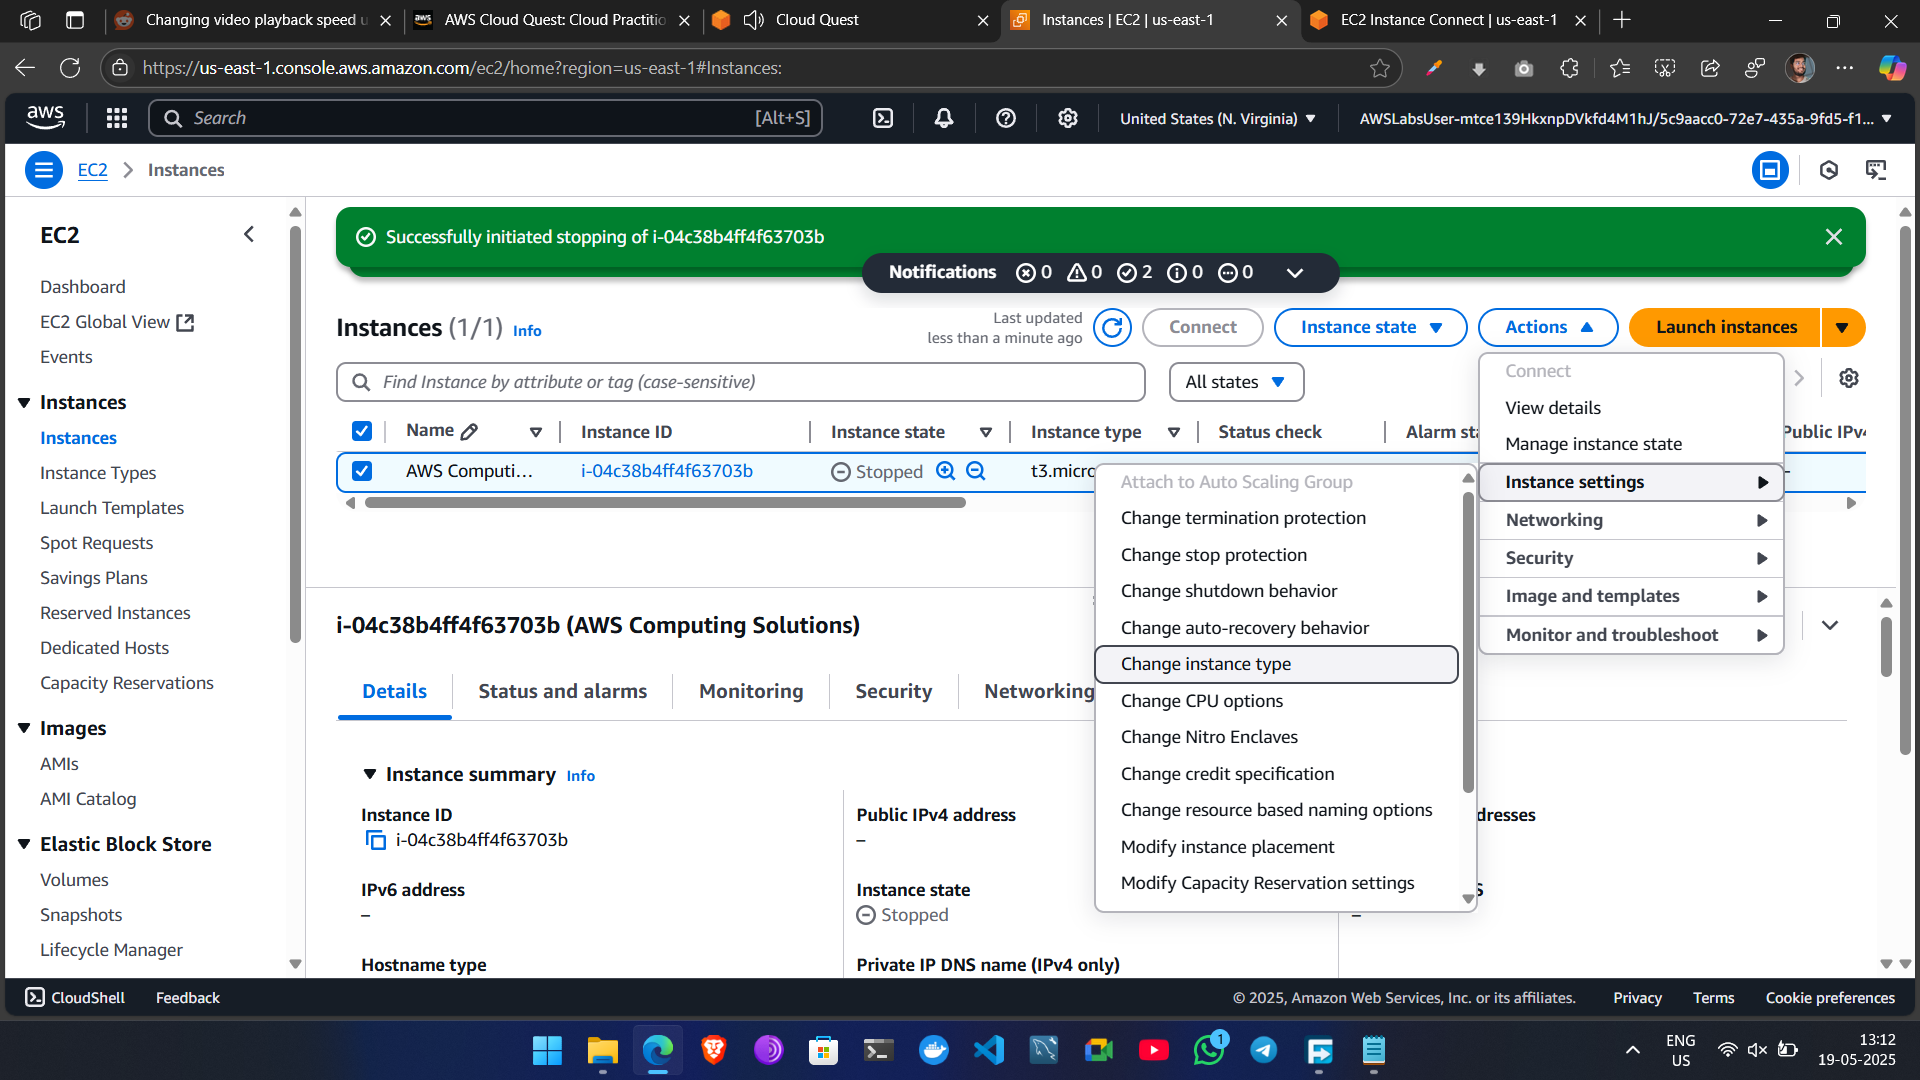 Changing video playback speed u
AWS Cloud Quest: Cloud Practitio
Cloud Quest
Instances | EC2 | us-east-1
EC2 Instance Connect | us-east-1
https://us-east-1.console.aws.amazon.com/ec2/home?region=us-east-1#Instances:
aws
Search
[Alt+S]
United States (N. Virginia)
AWSLabsUser-mtce139HkxnpDVkfd4M1hJ/5c9aacc0-72e7-435a-9fd5-f1...
EC2
Instances
EC2
Dashboard
EC2 Global View
Events
Instances
Instances
Instance Types
Launch Templates
Spot Requests
Savings Plans
Reserved Instances
Dedicated Hosts
Capacity Reservations
Images
AMIs
AMI Catalog
Elastic Block Store
Volumes
Snapshots
Lifecycle Manager
Successfully initiated stopping of i-04c38b4ff4f63703b
Notifications 0 0 2 0 0
Instances (1/1) Info
Last updated
less than a minute ago
Connect
Instance state
Actions
Launch instances
Find Instance by attribute or tag (case-sensitive)
All states
Name
Instance ID
Instance state
Instance type
Status check
Alarm sta
Public IPv4
AWS Computi...
i-04c38b4ff4f63703b
Stopped
t3.micro
–
Connect
View details
Manage instance state
Instance settings
Networking
Security
Image and templates
Monitor and troubleshoot
Attach to Auto Scaling Group
Change termination protection
Change stop protection
Change shutdown behavior
Change auto-recovery behavior
Change instance type
Change CPU options
Change Nitro Enclaves
Change credit specification
Change resource based naming options
Modify instance placement
Modify Capacity Reservation settings
i-04c38b4ff4f63703b (AWS Computing Solutions)
Details
Status and alarms
Monitoring
Security
Networking
Instance summary Info
Instance ID
i-04c38b4ff4f63703b
Public IPv4 address
–
dresses
IPv6 address
–
Instance state
Stopped
S
–
Hostname type
Private IP DNS name (IPv4 only)
CloudShell
Feedback
© 2025, Amazon Web Services, Inc. or its affiliates.
Privacy
Terms
Cookie preferences
1
ENG
US
13:12
19-05-2025